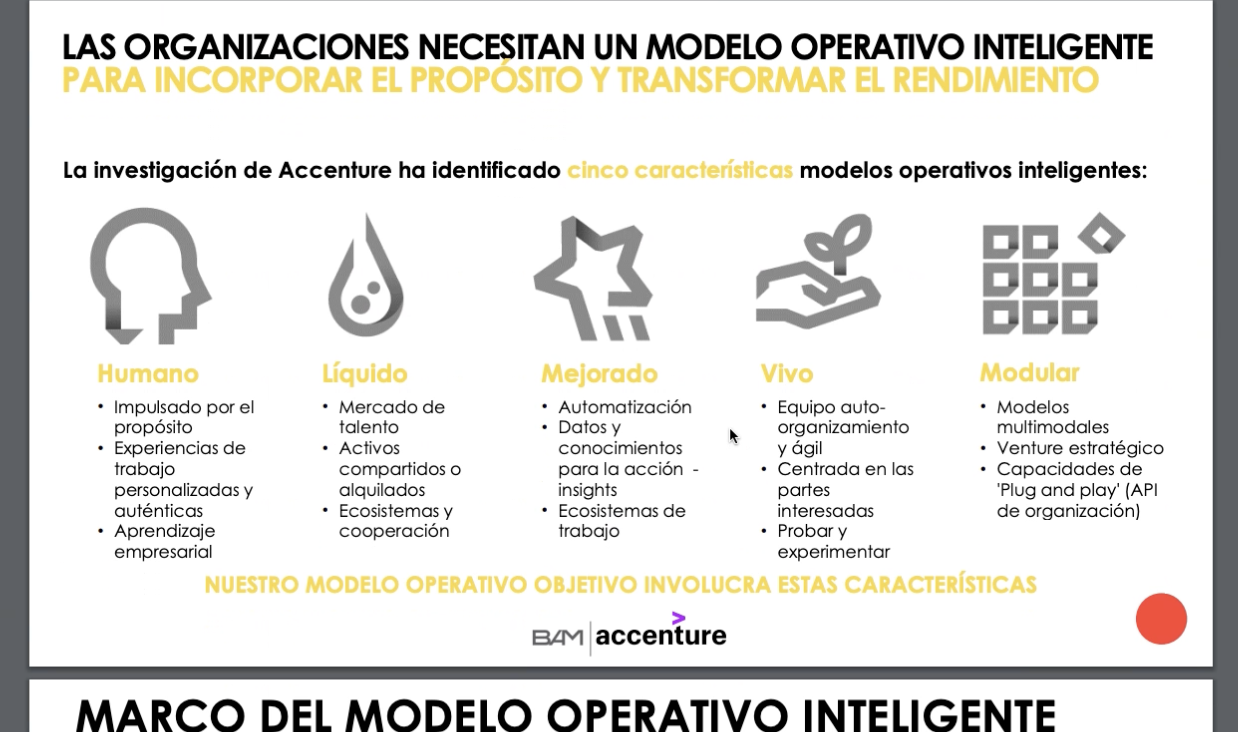 LAS ORGANIZACIONES NECESITAN UN MODELO OPERATIVO INTELIGENTE
PARA INCORPORAR EL PROPÓSITO Y TRANSFORMAR EL RENDIMIENTO
La investigación de Accenture ha identificado cinco características modelos operativos inteligentes:
Humano
• Impulsado por el
propósito
• Experiencias de
trabajo
personalizadas y
auténticas
• Aprendizaje
empresarial
Líquido
• Mercado de
talento
• Activos
compartidos o
alquilados
• Ecosistemas y
cooperación
Mejorado
• Automatización
• Datos y
conocimientos
para la acción -
insights
• Ecosistemas de
trabajo
Vivo
• Equipo auto-
organizamiento
y ágil
• Centrada en las
partes
interesadas
• Probar y
experimentar
Modular
• Modelos
multimodales
• Venture estratégico
• Capacidades de
'Plug and play' (API
de organización)
NUESTRO MODELO OPERATIVO OBJETIVO INVOLUCRA ESTAS CARACTERÍSTICAS
BAM accenture
MARCO DEL MODELO OPERATIVO INTELIGENTE